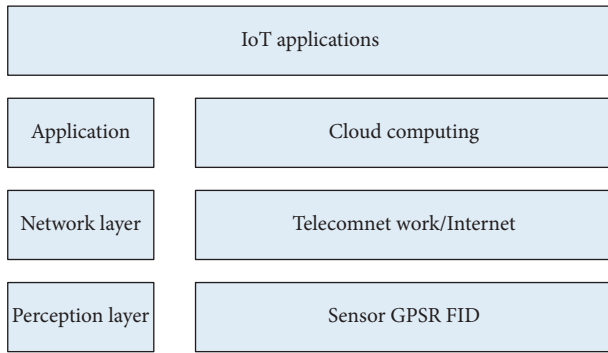 IoT applications
Application
Cloud computing
Network layer
Telecomnet work/Internet
Perception layer
Sensor GPSR FID